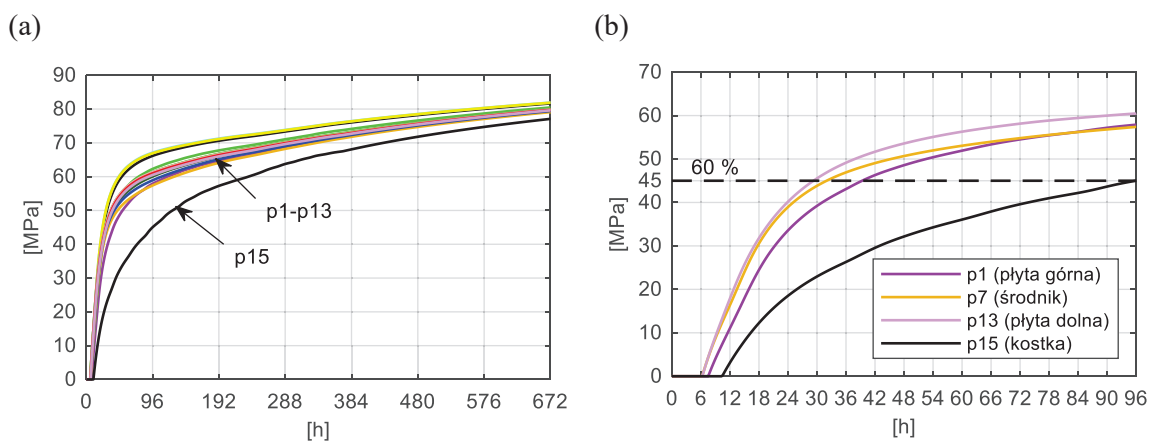 (a)
90
80
70
60
50
40
30
20
10
0
[MPa]
p1-p13
p15
0 96 192 288 384 480 576 672
[h]
(b)
70
60
50
45
40
30
20
10
0
[MPa]
60 %
p1 (płyta górna)
p7 (środnik)
p13 (płyta dolna)
p15 (kostka)
0 6 12 18 24 30 36 42 48 54 60 66 72 78 84 90 96
[h]